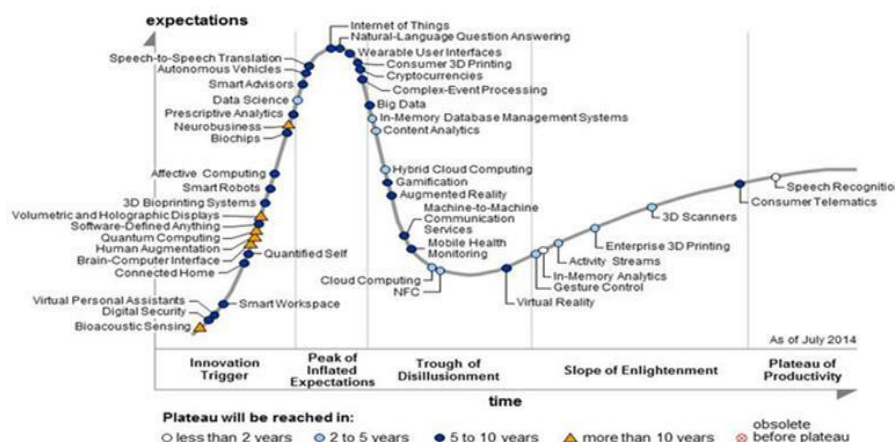 expectations
Internet of Things
Natural-Language Question Answering
Wearable User Interfaces
Consumer 3D Printing
Cryptocurrencies
Complex-Event Processing
Speech-to-Speech Translation
Autonomous Vehicles
Smart Advisors
Data Science
Prescriptive Analytics
Neurobusiness
Biochips
Big Data
In-Memory Database Management Systems
Content Analytics
Hybrid Cloud Computing
Gamification
Augmented Reality
Machine-to-Machine
Communication
Services
Mobile Health
Monitoring
Cloud Computing
NFC
Affective Computing
Smart Robots
3D Bioprinting Systems
Volumetric and Holographic Displays
Software-Defined Anything
Quantum Computing
Human Augmentation
Brain-Computer Interface
Connected Home
Quantified Self
Virtual Personal Assistants
Digital Security
Bioacoustic Sensing
Smart Workspace
Speech Recognition
Consumer Telematics
3D Scanners
Enterprise 3D Printing
Activity Streams
In-Memory Analytics
Gesture Control
Virtual Reality
As of July 2014
Innovation
Trigger
Peak of
Inflated
Expectations
Trough of
Disillusionment
Slope of Enlightenment
Plateau of
Productivity
time
Plateau will be reached in:
less than 2 years
2 to 5 years
5 to 10 years
more than 10 years
obsolete
before plateau